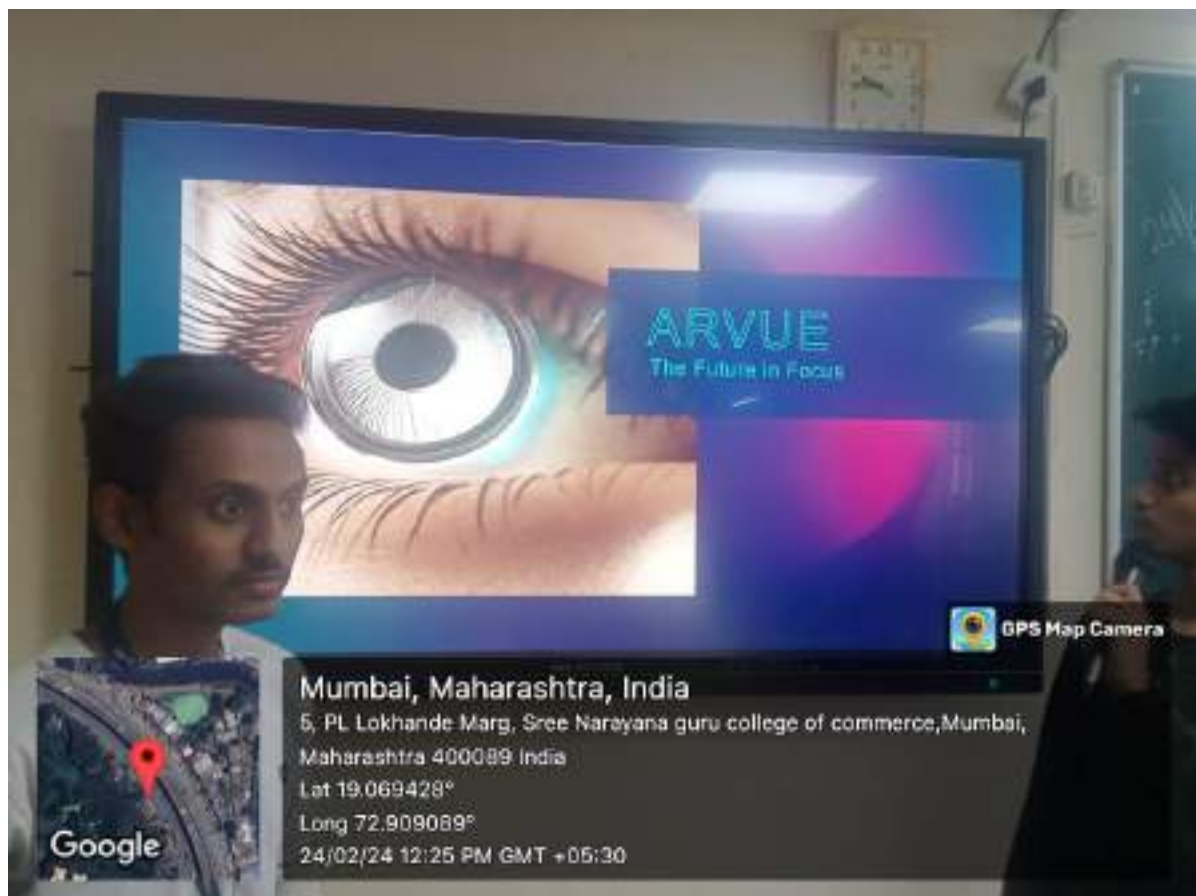 ARVUE
The Future in Focus
GPS Map Camera
Mumbai, Maharashtra, India
5, PL Lokhande Marg, Sree Narayana guru college of commerce,Mumbai,
Maharashtra 400089 India
Lat 19.069428°
Long 72.909089°
24/02/24 12:25 PM GMT +05:30
Google